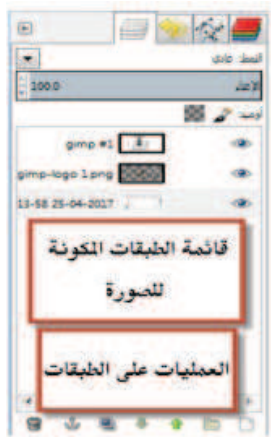 النمط عادي
الإعتام 100.0
توصيد
gimp #1
gimp-logo 1.png
13-58 25-04-2017
قائمة الطبقات المكونة
للصورة
العمليات على الطبقات